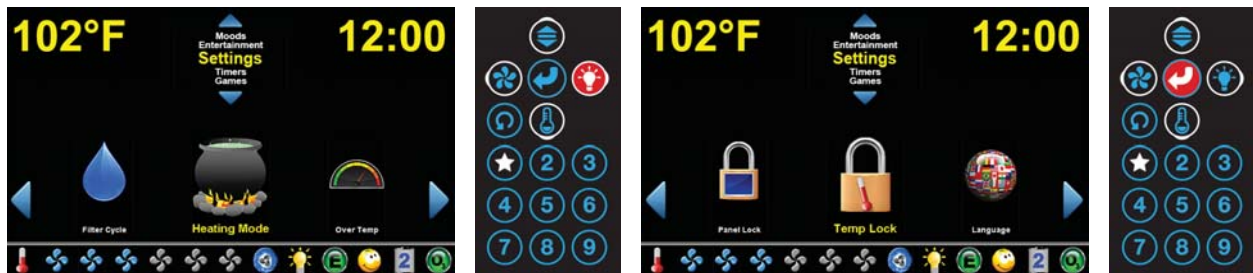 102°F
12:00
Moods
Entertainment
Settings
Timers
Games
Filter Cycle
Heating Mode
Over Temp
E
2
2
3
4
5
6
7
8
9
102°F
12:00
Moods
Entertainment
Settings
Timers
Games
Panel Lock
Temp Lock
Language
E
2
2
3
4
5
6
7
8
9